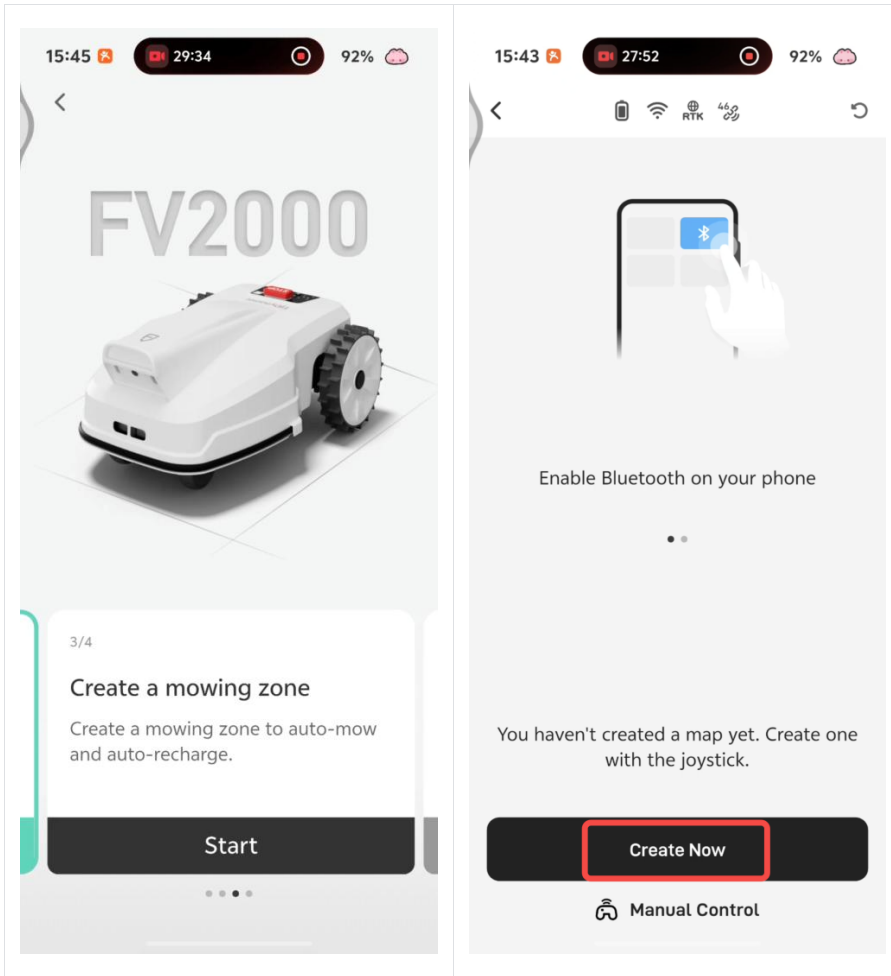 15:45
29:34
92%
FV2000
3/4
Create a mowing zone
Create a mowing zone to auto-mow
and auto-recharge.
Start
15:43
27:52
92%
RTK
4G
Enable Bluetooth on your phone
You haven't created a map yet. Create one
with the joystick.
Create Now
Manual Control